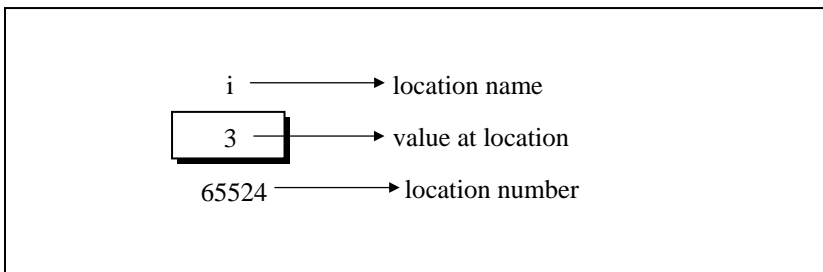 i location name
3 value at location
65524 location number